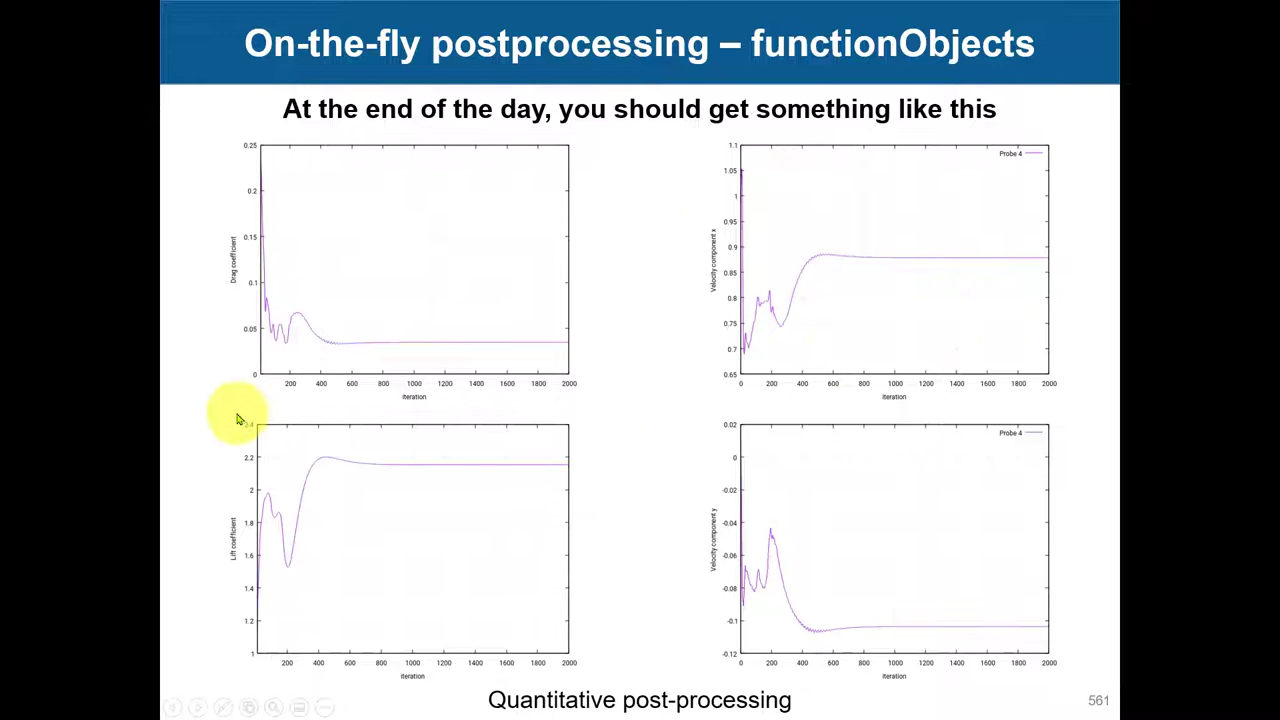 On-the-fly postprocessing – functionObjects
At the end of the day, you should get something like this
0.25
0.2
0.15
0.1
0.05
0
Drag coefficient
200 400 600 800 1000 1200 1400 1600 1800 2000
Iteration
1.1
1.05
1
0.95
0.9
0.85
0.8
0.75
0.7
0.65
Velocity component x
Probe 4
0 200 400 600 800 1000 1200 1400 1600 1800 2000
Iteration
2.4
2.2
2
1.8
1.6
1.4
1.2
1
Lift coefficient
200 400 600 800 1000 1200 1400 1600 1800 2000
Iteration
0.02
0
-0.02
-0.04
-0.06
-0.08
-0.1
-0.12
Velocity component y
Probe 4
0 200 400 600 800 1000 1200 1400 1600 1800 2000
Iteration
Quantitative post-processing
561